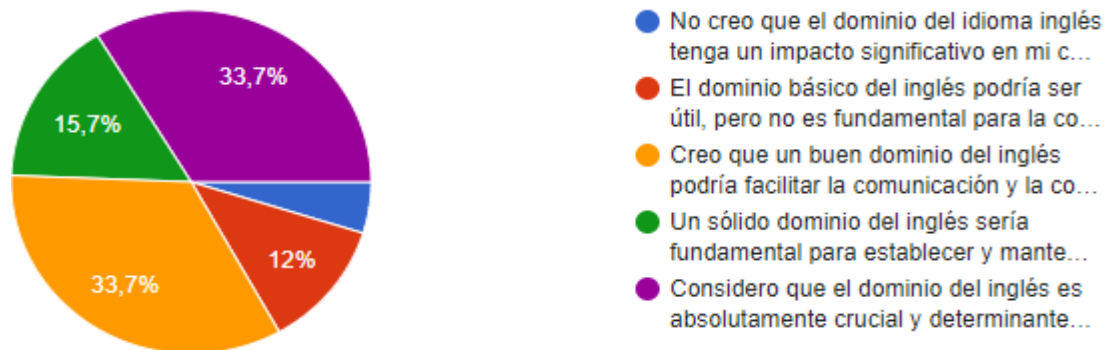 33,7%
15,7%
12%
33,7%
No creo que el dominio del idioma inglés
tenga un impacto significativo en mi c...
El dominio básico del inglés podría ser
útil, pero no es fundamental para la co...
Creo que un buen dominio del inglés
podría facilitar la comunicación y la co...
Un sólido dominio del inglés sería
fundamental para establecer y mante...
Considero que el dominio del inglés es
absolutamente crucial y determinante...